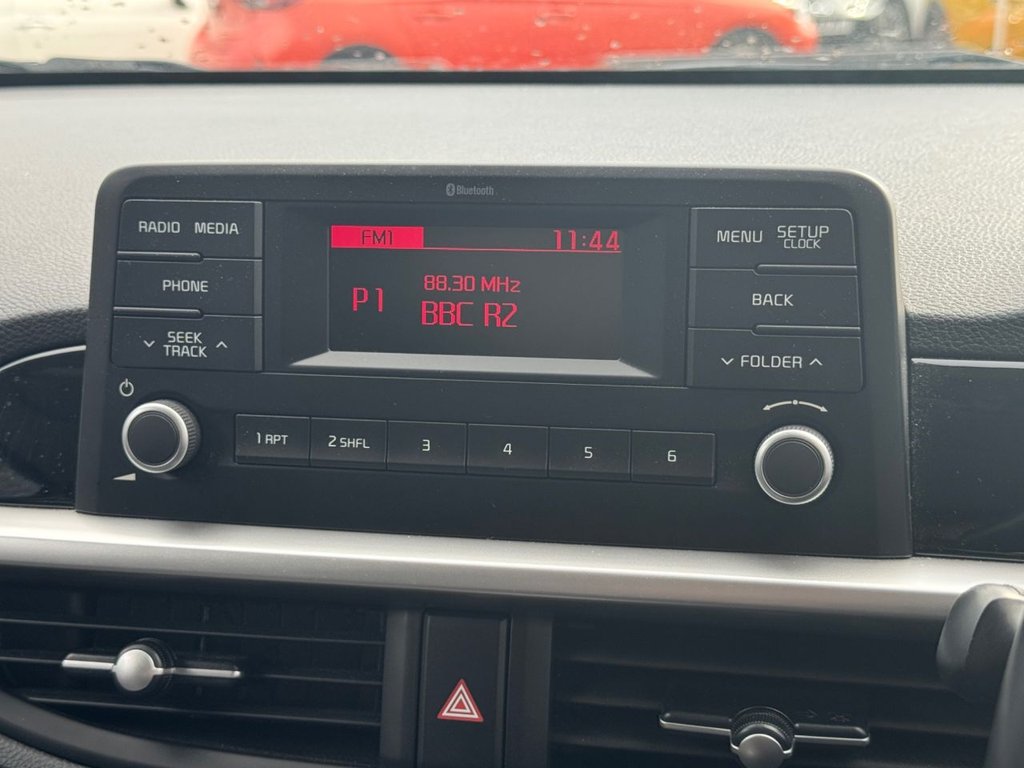 Bluetooth
RADIO MEDIA
PHONE
SEEK
TRACK
FM1 11:44
88.30 MHz
P1
BBC R2
MENU SETUP
CLOCK
BACK
FOLDER
1 RPT 2 SHFL 3 4 5 6